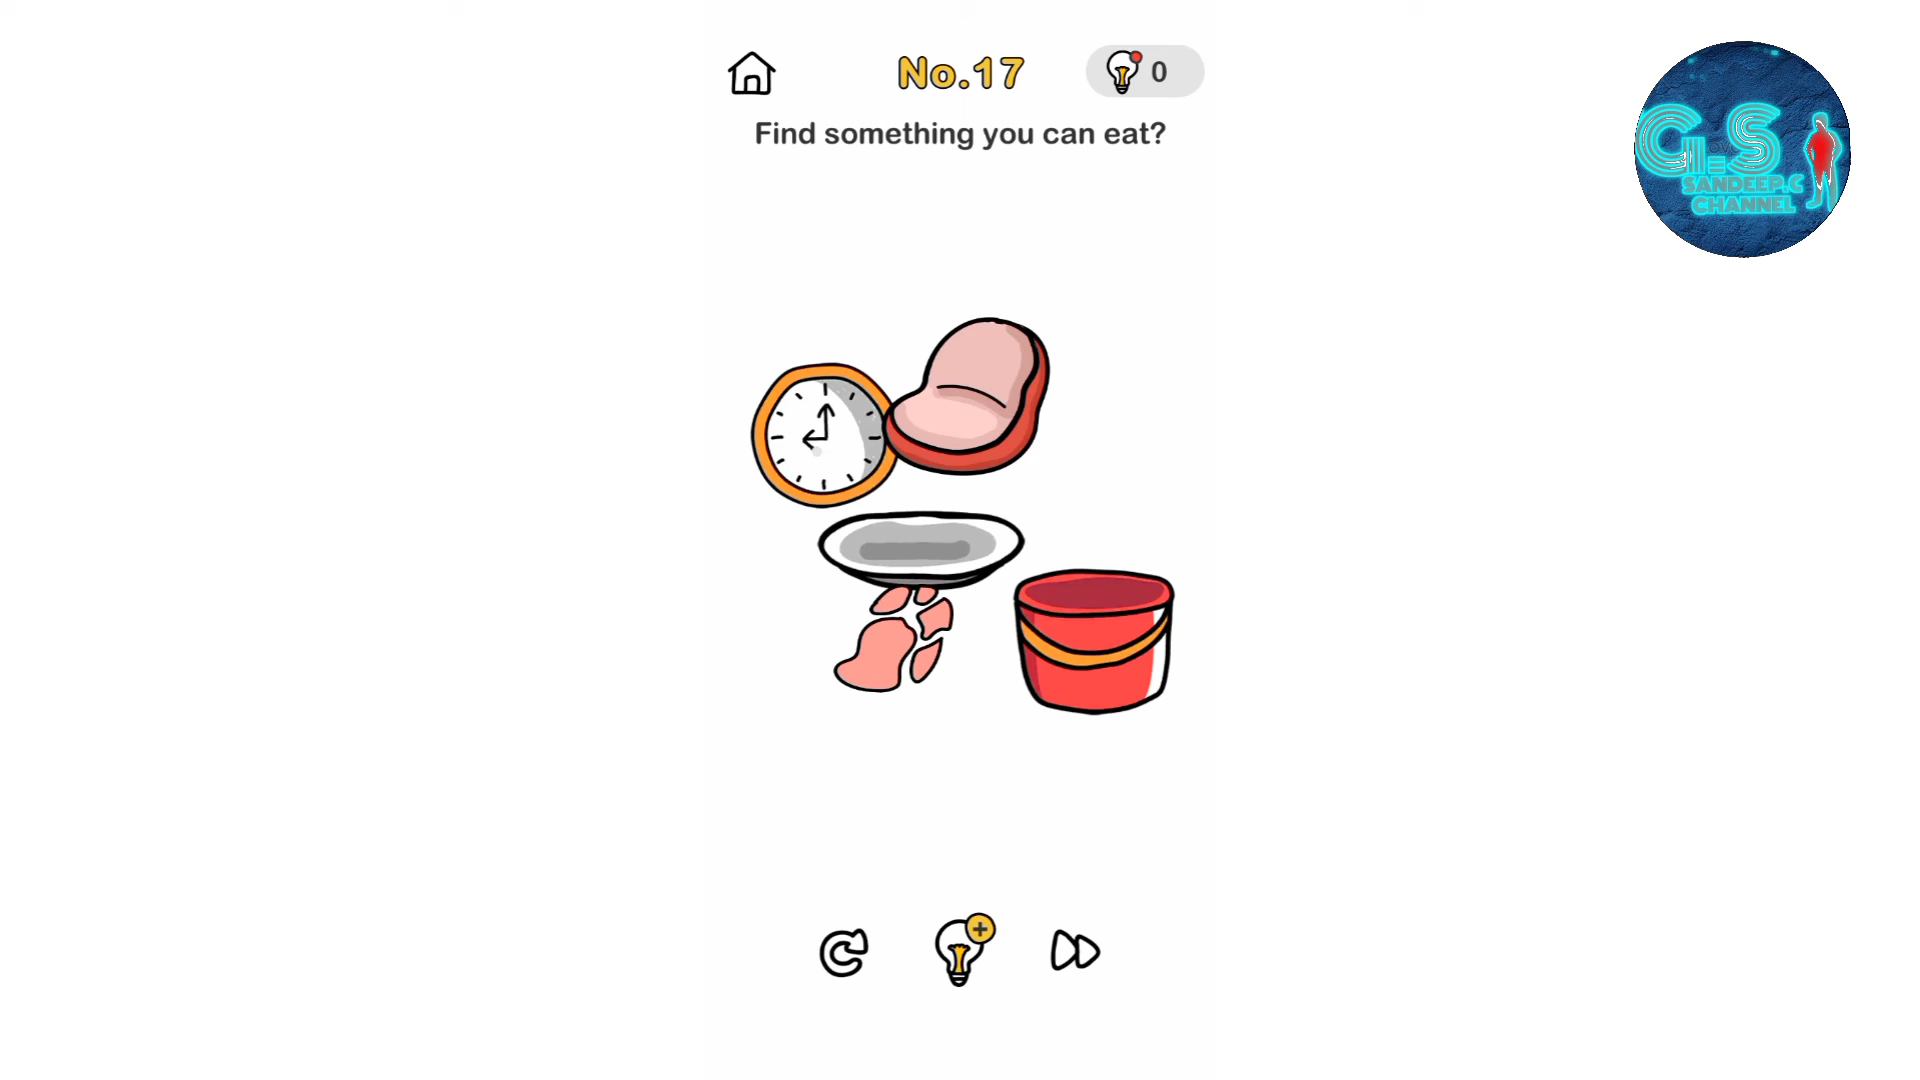 No.17
0
Find something you can eat?
G.S
SANDEEP.C
CHANNEL